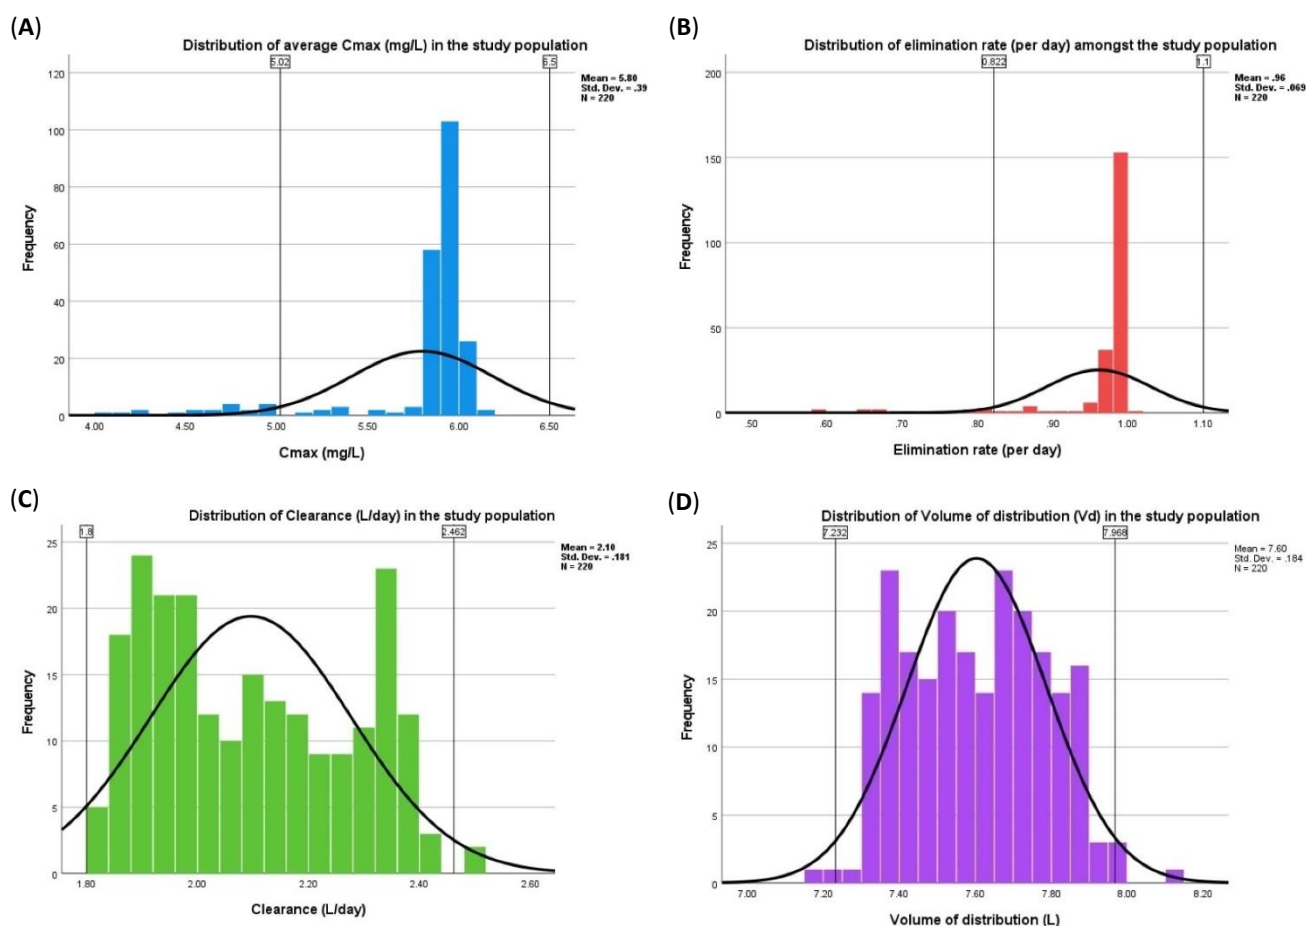 (A)
Distribution of average Cmax (mg/L) in the study population
5.02
6.5
Mean = 5.80
Std. Dev. = .39
N = 220
120
100
80
60
40
20
0
Frequency
4.00 4.50 5.00 5.50 6.00 6.50
Cmax (mg/L)
(B)
Distribution of elimination rate (per day) amongst the study population
0.822
1.1
Mean = .96
Std. Dev. = .069
N = 220
200
150
100
50
0
Frequency
.50 .60 .70 .80 .90 1.00 1.10
Elimination rate (per day)
(C)
Distribution of Clearance (L/day) in the study population
1.8
2.462
Mean = 2.10
Std. Dev. = .181
N = 220
25
20
15
10
5
0
Frequency
1.80 2.00 2.20 2.40 2.60
Clearance (L/day)
(D)
Distribution of Volume of distribution (Vd) in the study population
7.232
7.968
Mean = 7.60
Std. Dev. = .184
N = 220
25
20
15
10
5
0
Frequency
7.00 7.20 7.40 7.60 7.80 8.00 8.20
Volume of distribution (L)